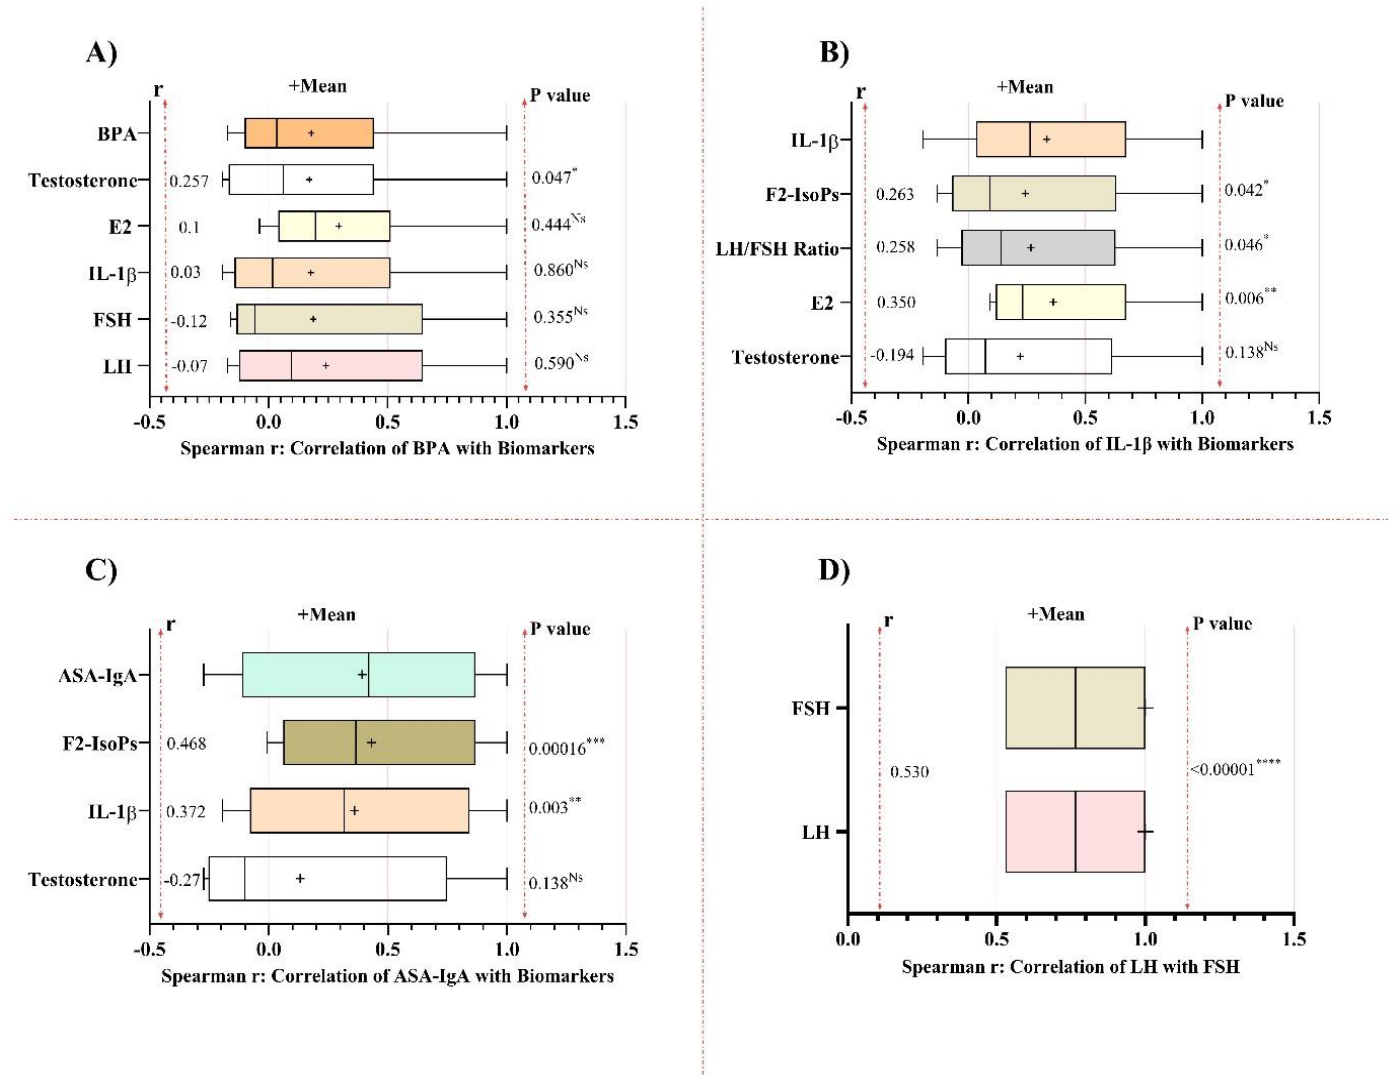 A)
r
+Mean
P value
BPA
Testosterone 0.257 0.047*
E2 0.1 0.444Ns
IL-1β 0.03 0.860Ns
FSH -0.12 0.355Ns
LH -0.07 0.590Ns
-0.5 0.0 0.5 1.0 1.5
Spearman r: Correlation of BPA with Biomarkers
B)
r
+Mean
P value
IL-1β
F2-IsoPs 0.263 0.042*
LH/FSH Ratio 0.258 0.046*
E2 0.350 0.006**
Testosterone -0.194 0.138Ns
-0.5 0.0 0.5 1.0 1.5
Spearman r: Correlation of IL-1β with Biomarkers
C)
r
+Mean
P value
ASA-IgA
F2-IsoPs 0.468 0.00016***
IL-1β 0.372 0.003**
Testosterone -0.27 0.138Ns
-0.5 0.0 0.5 1.0 1.5
Spearman r: Correlation of ASA-IgA with Biomarkers
D)
r
+Mean
P value
FSH
0.530 <0.00001****
LH
0.0 0.5 1.0 1.5
Spearman r: Correlation of LH with FSH